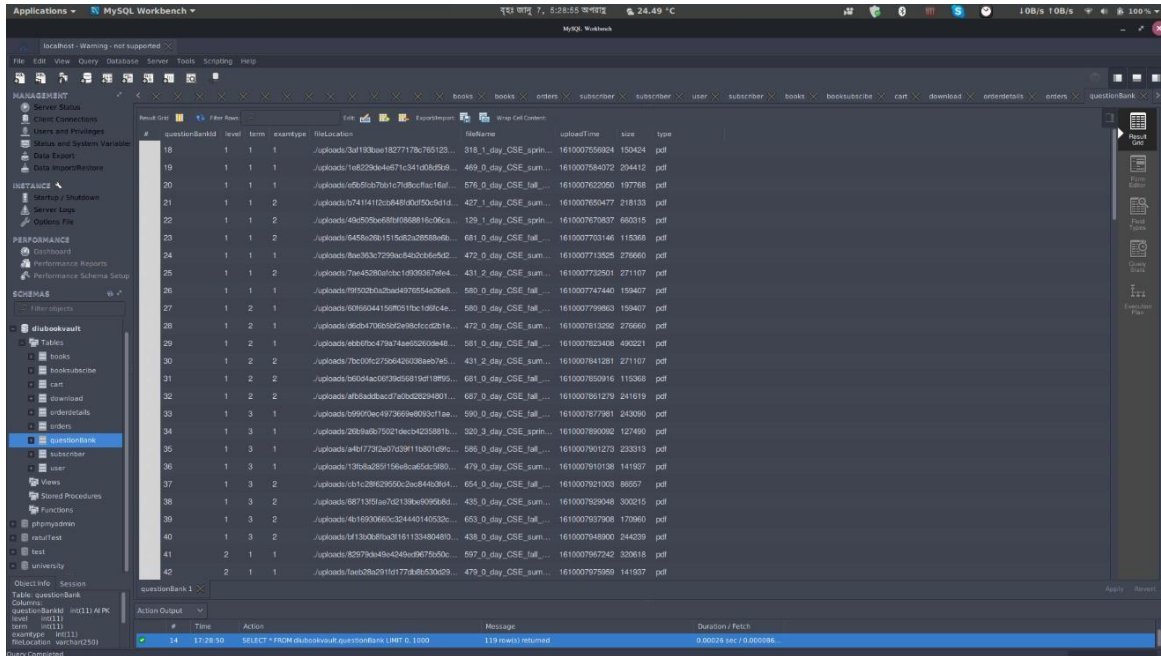 Applications MySQL Workbench বৃহঃ জানু 7, 5:28:55 অপরাহ্ন 24.49 °C ↓0B/s ↑0B/s 100%
MySQL Workbench
localhost - Warning - not supported
File Edit View Query Database Server Tools Scripting Help
MANAGEMENT
Server Status
Client Connections
Users and Privileges
Status and System Variable
Data Export
Data Import/Restore
INSTANCE
Startup / Shutdown
Server Logs
Options File
PERFORMANCE
Dashboard
Performance Reports
Performance Schema Setup
SCHEMAS
Filter objects
diubookvault
Tables
books
booksubscibe
cart
download
orderdetails
orders
questionBank
subscriber
user
Views
Stored Procedures
Functions
phpmyadmin
test
university
Object Info Session
Table: questionBank
Columns:
questionBankId int(11) AI PK
level int(11)
term int(11)
examtype int(11)
fileLocation varchar(250)
Query Completed
books books orders subscriber subscriber user subscriber books booksubscibe cart download orderdetails orders questionBank
Result Grid Filter Rows: Edit: Export/Import: Wrap Cell Content:
# questionBankId level term examtype fileLocation fileName uploadTime size type
18 1 1 1 318_1_day_CSE_sprin... 1610007556924 150424 pdf
19 1 1 1 469_0_day_CSE_sum... 1610007584072 204412 pdf
20 1 1 1 576_0_day_CSE_fall_... 1610007622050 197768 pdf
21 1 1 2 427_1_day_CSE_sum... 1610007650477 218133 pdf
22 1 1 2 129_1_day_CSE_sprin... 1610007670837 660315 pdf
23 1 1 2 681_0_day_CSE_fall_... 1610007703146 115368 pdf
24 1 1 1 472_0_day_CSE_sum... 1610007713525 276660 pdf
25 1 1 2 431_2_day_CSE_sum... 1610007732501 271107 pdf
26 1 1 1 580_0_day_CSE_fall_... 1610007747440 159407 pdf
27 1 2 1 580_0_day_CSE_fall_... 1610007799863 159407 pdf
28 1 2 1 472_0_day_CSE_sum... 1610007813292 276660 pdf
29 1 2 1 581_0_day_CSE_fall_... 1610007823408 490221 pdf
30 1 2 2 431_2_day_CSE_sum... 1610007841281 271107 pdf
31 1 2 2 681_0_day_CSE_fall_... 1610007850916 115368 pdf
32 1 2 2 687_0_day_CSE_fall_... 1610007861279 241619 pdf
33 1 3 1 590_0_day_CSE_fall_... 1610007877981 243090 pdf
34 1 3 1 320_3_day_CSE_sprin... 1610007890092 127490 pdf
35 1 3 1 586_0_day_CSE_fall_... 1610007901273 233313 pdf
36 1 3 1 479_0_day_CSE_sum... 1610007910138 141937 pdf
37 1 3 2 654_0_day_CSE_fall_... 1610007921003 86557 pdf
38 1 3 2 435_0_day_CSE_sum... 1610007929048 300215 pdf
39 1 3 2 653_0_day_CSE_fall_... 1610007937908 170960 pdf
40 1 3 2 438_0_day_CSE_sum... 1610007948900 244239 pdf
41 2 1 1 597_0_day_CSE_fall_... 1610007967242 320618 pdf
42 2 1 1 479_0_day_CSE_sum... 1610007975959 141937 pdf
Result Grid
Form Editor
Field Types
Query Stats
Execution Plan
questionBank 1 Apply Revert
Action Output
# Time Action Message Duration / Fetch
14 17:28:50 SELECT * FROM diubookvault.questionBank LIMIT 0, 1000 119 row(s) returned 0.00026 sec / 0.000086...